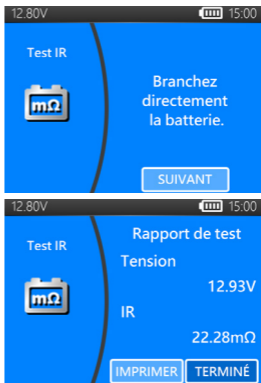 12.80V 15:00
Test IR
mΩ
Branchez
directement
la batterie.
SUIVANT
12.80V 15:00
Test IR
mΩ
Rapport de test
Tension
12.93V
IR
22.28mΩ
IMPRIMER TERMINÉ